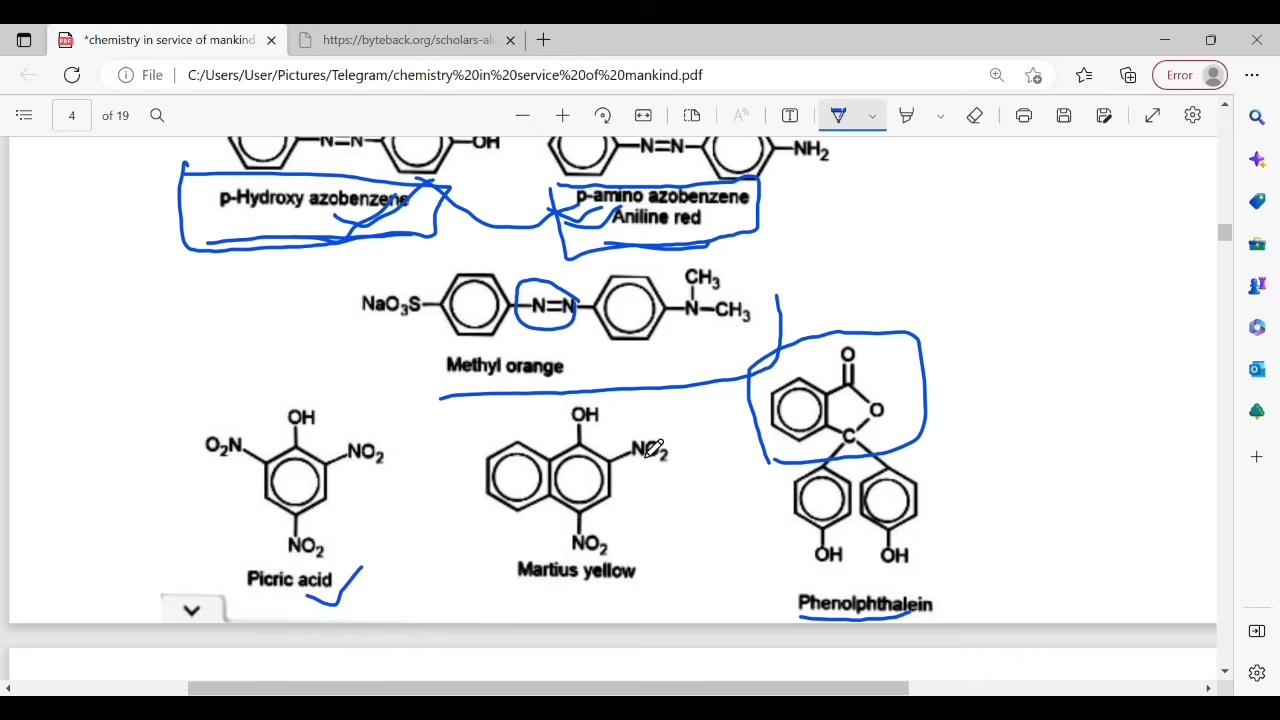 *chemistry in service of mankind
https://byteback.org/scholars-al
File
C:/Users/User/Pictures/Telegram/chemistry%20in%20service%20of%20mankind.pdf
Error
4 of 19
N=N OH
N=N NH2
p-Hydroxy azobenzene
p-amino azobenzene
Aniline red
CH3
NaO3S N=N N-CH3
Methyl orange
O
O
C
OH
O2N NO2
NO2
Picric acid
OH
NO2
NO2
Martius yellow
OH OH
Phenolphthalein